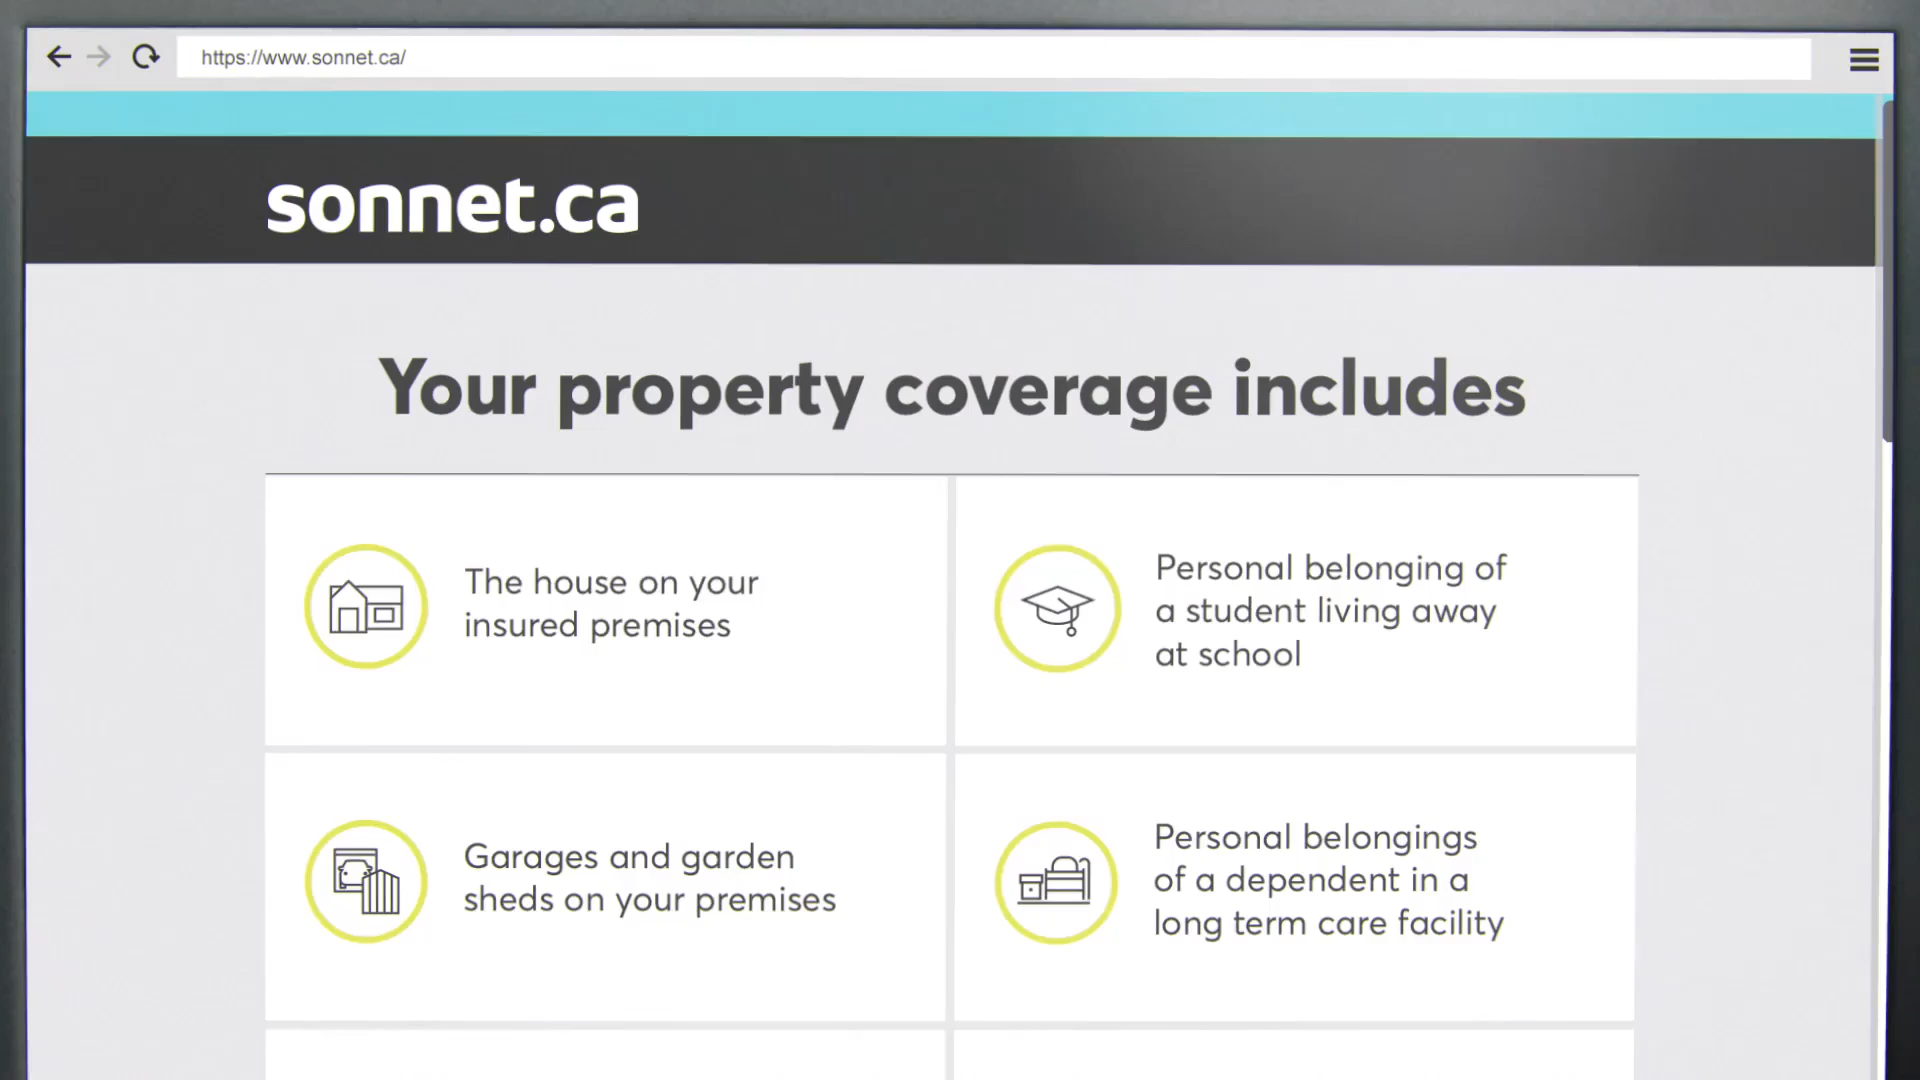 https://www.sonnet.ca/
sonnet.ca
Your property coverage includes
The house on your
insured premises
Personal belonging of
a student living away
at school
Garages and garden
sheds on your premises
Personal belongings
of a dependent in a
long term care facility